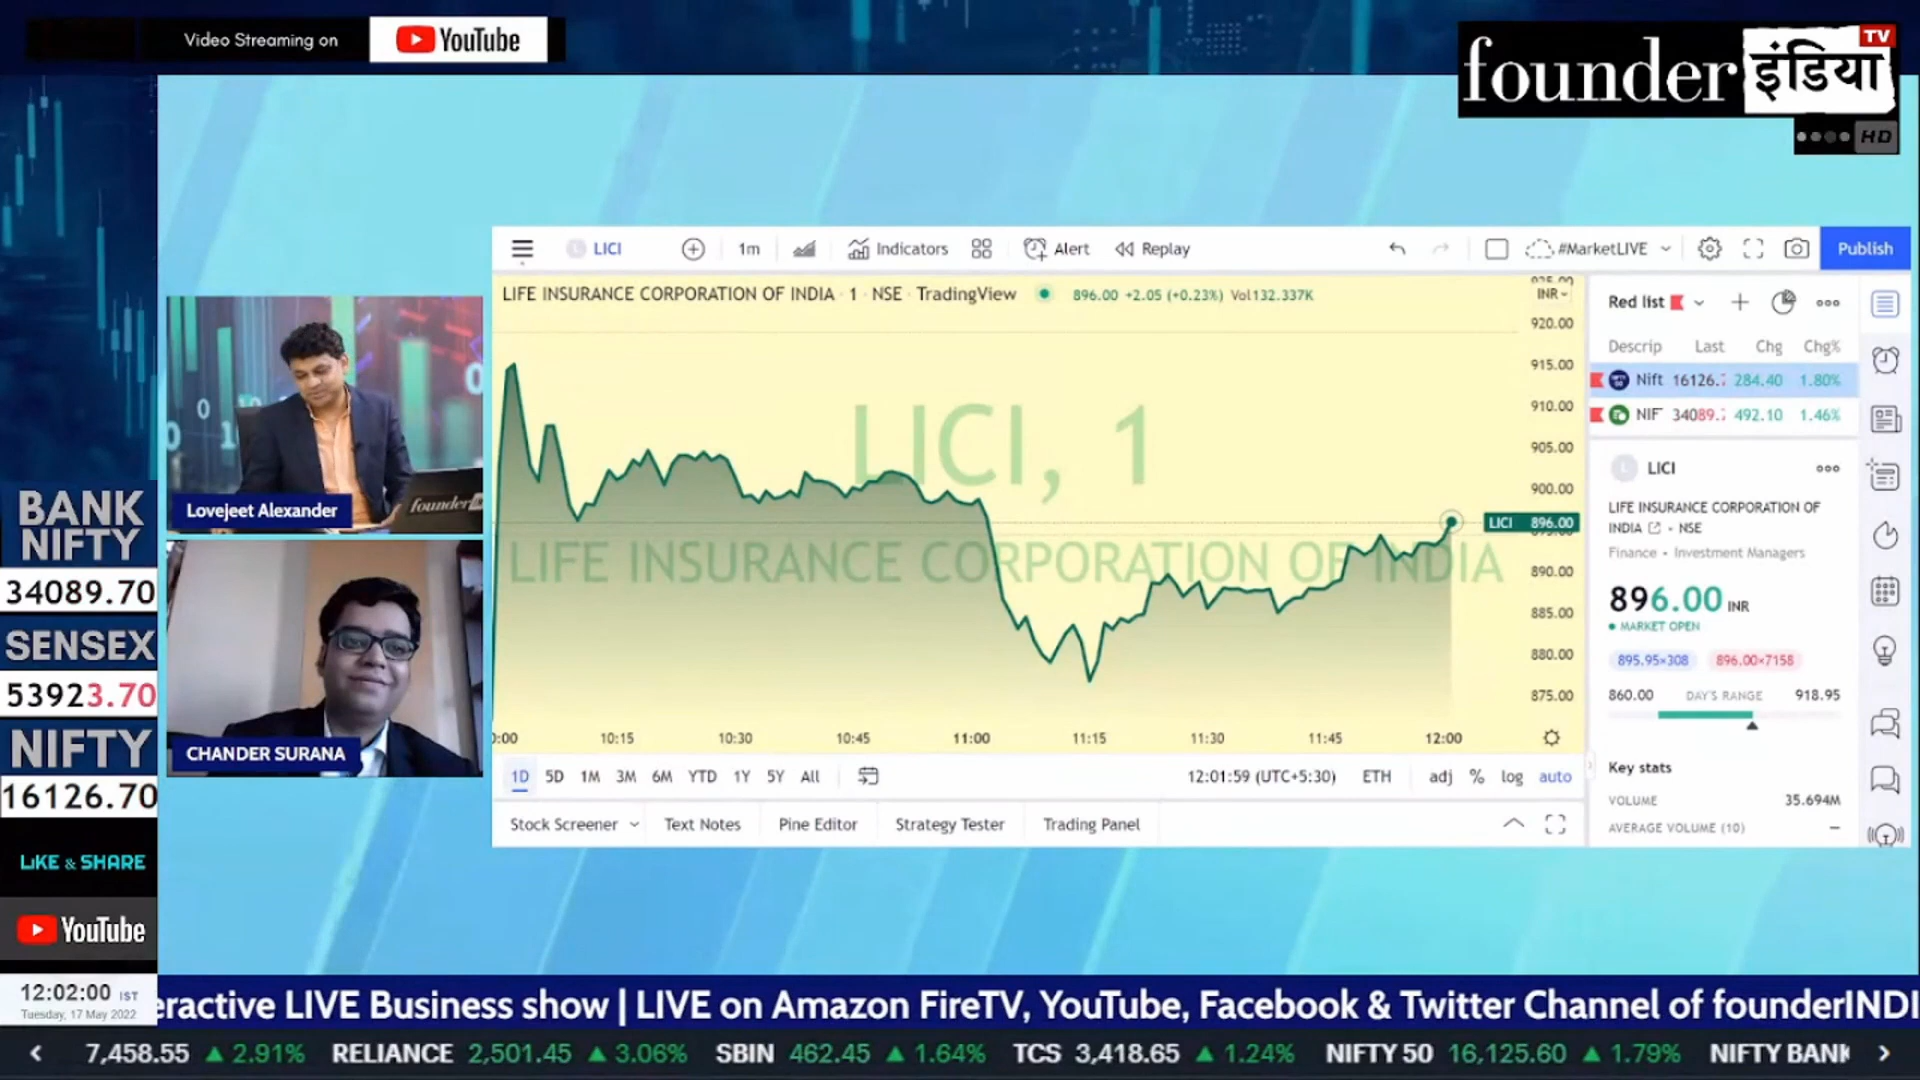 Video Streaming on YouTube
founder इंडिया TV
HD
LICI
1m
Indicators
Alert
Replay
#MarketLIVE
Publish
LIFE INSURANCE CORPORATION OF INDIA · 1 · NSE · TradingView
896.00 +2.05 (+0.23%) Vol132.337K
INR
920.00
915.00
910.00
905.00
900.00
LICI 896.00
890.00
885.00
880.00
875.00
LICI, 1
LIFE INSURANCE CORPORATION OF INDIA
10:15
10:30
10:45
11:00
11:15
11:30
11:45
12:00
1D 5D 1M 3M 6M YTD 1Y 5Y All
12:01:59 (UTC+5:30) ETH adj % log auto
Stock Screener
Text Notes
Pine Editor
Strategy Tester
Trading Panel
Red list
Descrip Last Chg Chg%
Nift 16126. 284.40 1.80%
NIF 34089. 492.10 1.46%
LICI
LIFE INSURANCE CORPORATION OF
INDIA • NSE
Finance • Investment Managers
896.00 INR
MARKET OPEN
895.95×308 896.00×7158
860.00 DAY'S RANGE 918.95
Key stats
VOLUME 35.694M
AVERAGE VOLUME (10) —
Lovejeet Alexander
founder
CHANDER SURANA
BANK
NIFTY
34089.70
SENSEX
53923.70
NIFTY
16126.70
LIKE & SHARE
YouTube
12:02:00 IST
Tuesday, 17 May 2022
eractive LIVE Business show | LIVE on Amazon FireTV, YouTube, Facebook & Twitter Channel of founderINDI
7,458.55 ▲ 2.91% RELIANCE 2,501.45 ▲ 3.06% SBIN 462.45 ▲ 1.64% TCS 3,418.65 ▲ 1.24% NIFTY 50 16,125.60 ▲ 1.79% NIFTY BANK